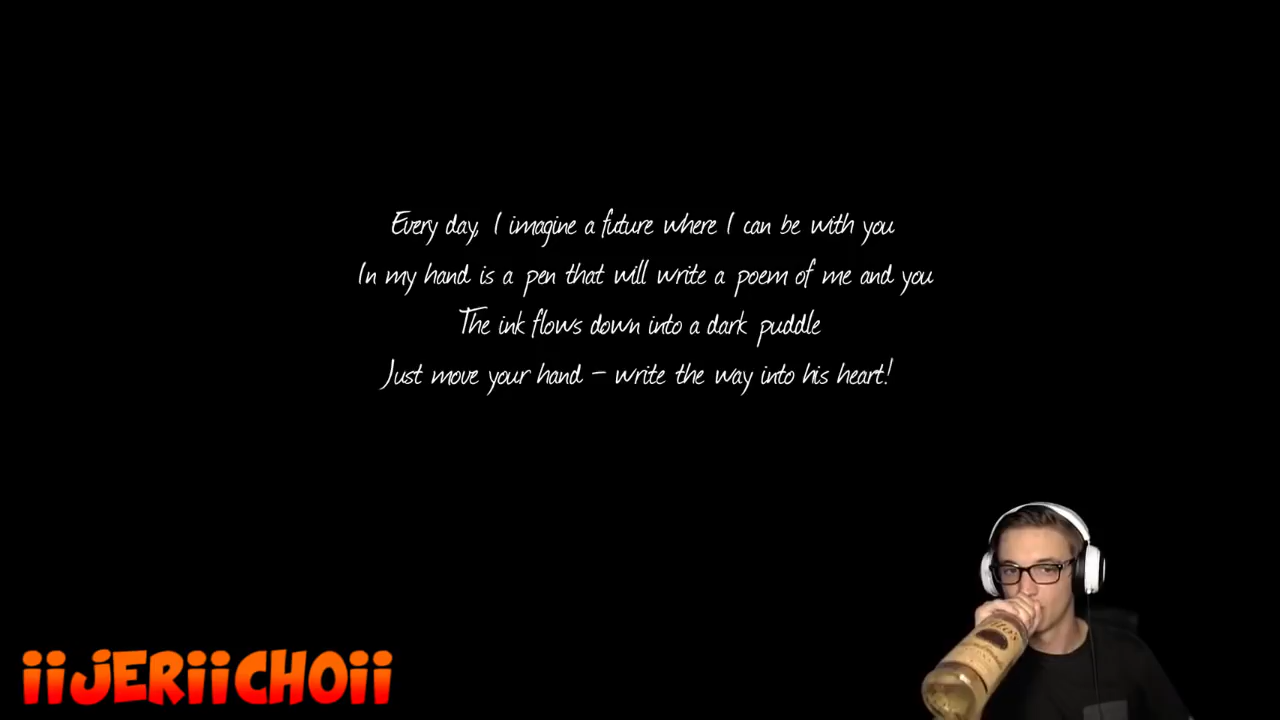 Every day, I imagine a future where I can be with you
In my hand is a pen that will write a poem of me and you
The ink flows down into a dark puddle
Just move your hand – write the way into his heart!
iiJERiiCHOii